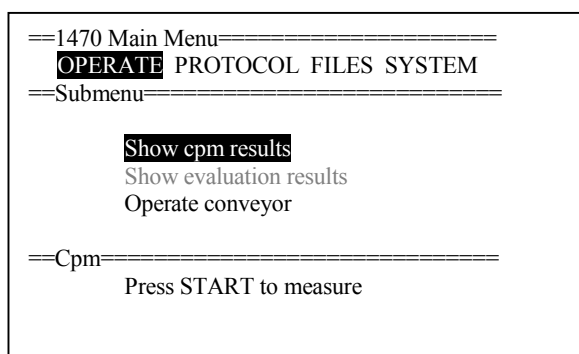 ==1470 Main Menu=====================
OPERATE PROTOCOL FILES SYSTEM
==Submenu===========================
Show cpm results
Show evaluation results
Operate conveyor
==Cpm==============================
Press START to measure